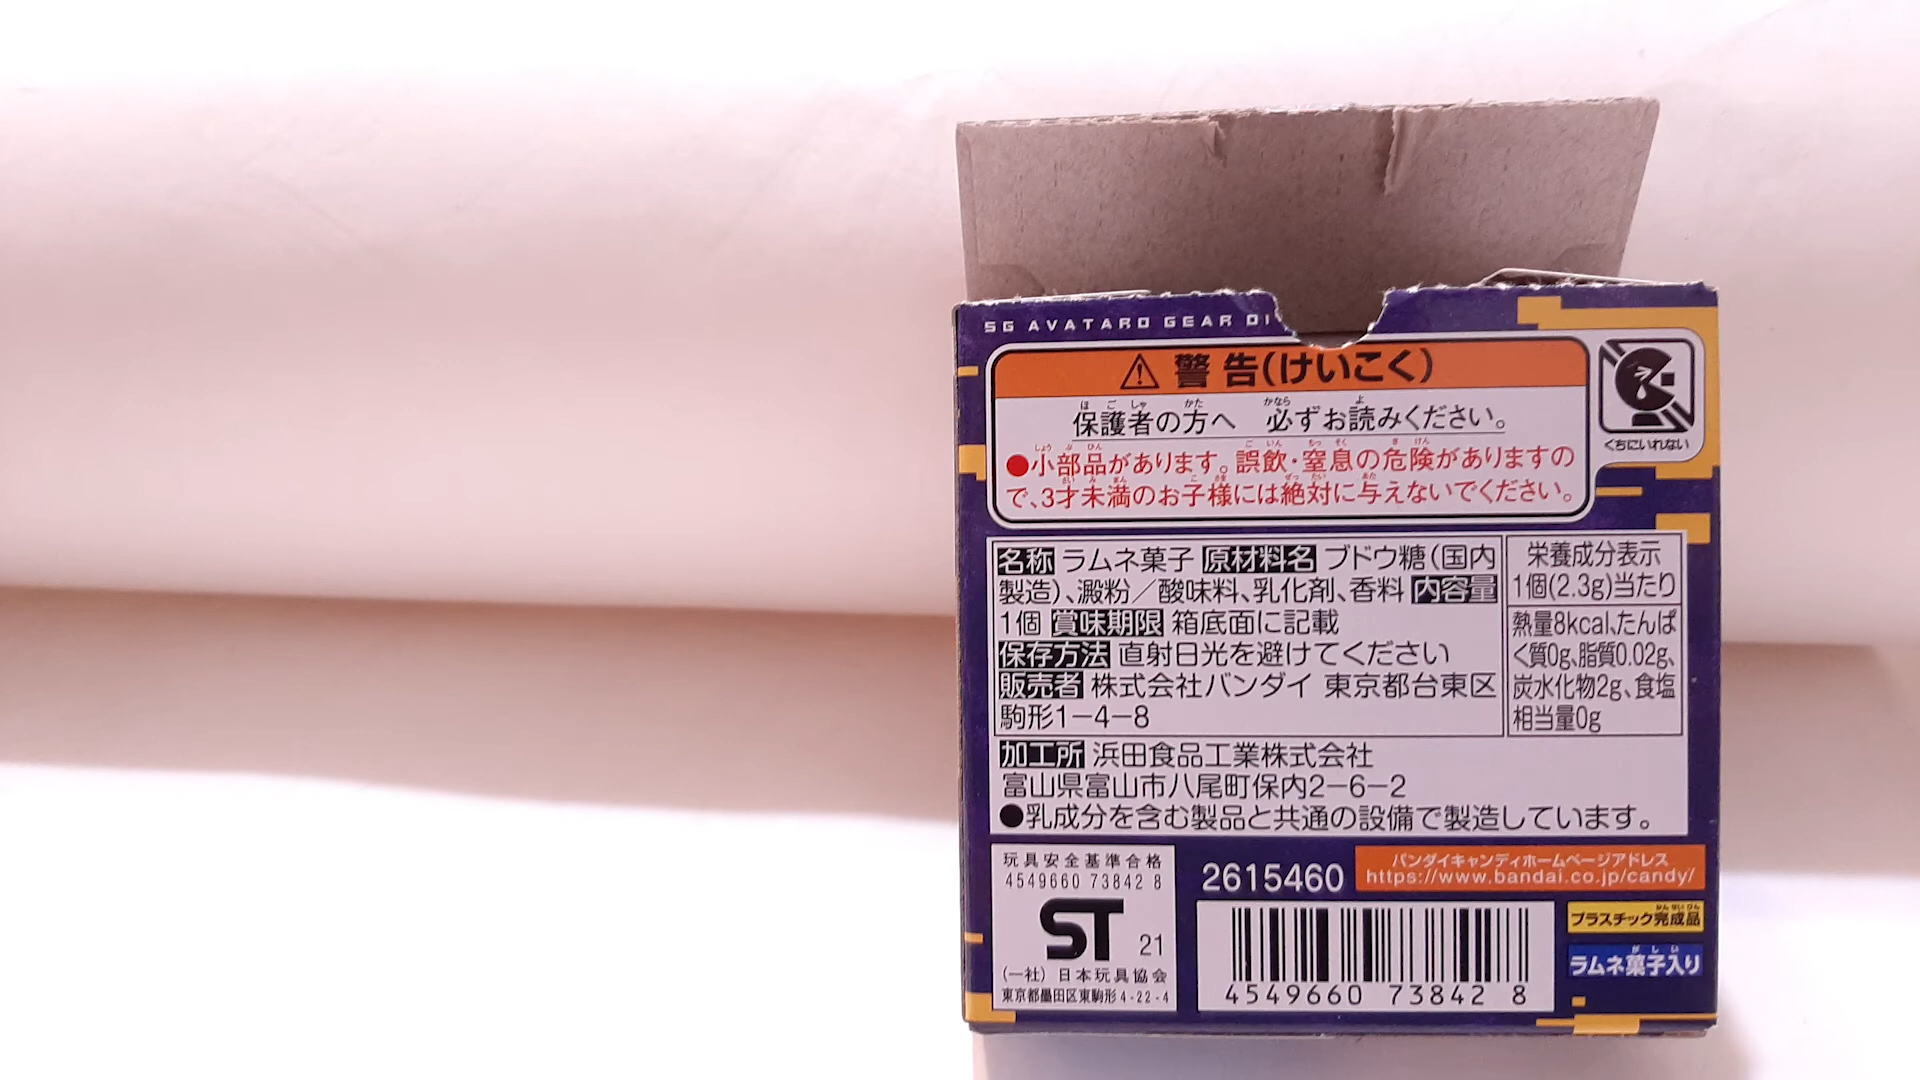 SG AVATARO GEAR DI
⚠警告(けいこく)
保護者の方へ 必ずお読みください。
●小部品があります。誤飲・窒息の危険がありますの
で、3才未満のお子様には絶対に与えないでください。
くちにいれない
名称 ラムネ菓子 原材料名 ブドウ糖(国内
製造)、澱粉/酸味料、乳化剤、香料 内容量
1個 賞味期限 箱底面に記載
保存方法 直射日光を避けてください
販売者 株式会社バンダイ 東京都台東区
駒形1-4-8
栄養成分表示
1個(2.3g)当たり
熱量8kcal、たんぱ
く質0g、脂質0.02g、
炭水化物2g、食塩
相当量0g
加工所 浜田食品工業株式会社
富山県富山市八尾町保内2-6-2
●乳成分を含む製品と共通の設備で製造しています。
玩具安全基準合格
4549660 73842 8
ST 21
(一社)日本玩具協会
東京都墨田区東駒形4-22-4
2615460
バンダイキャンディホームページアドレス
https://www.bandai.co.jp/candy/
4549660 73842 8
プラスチック完成品
ラムネ菓子入り